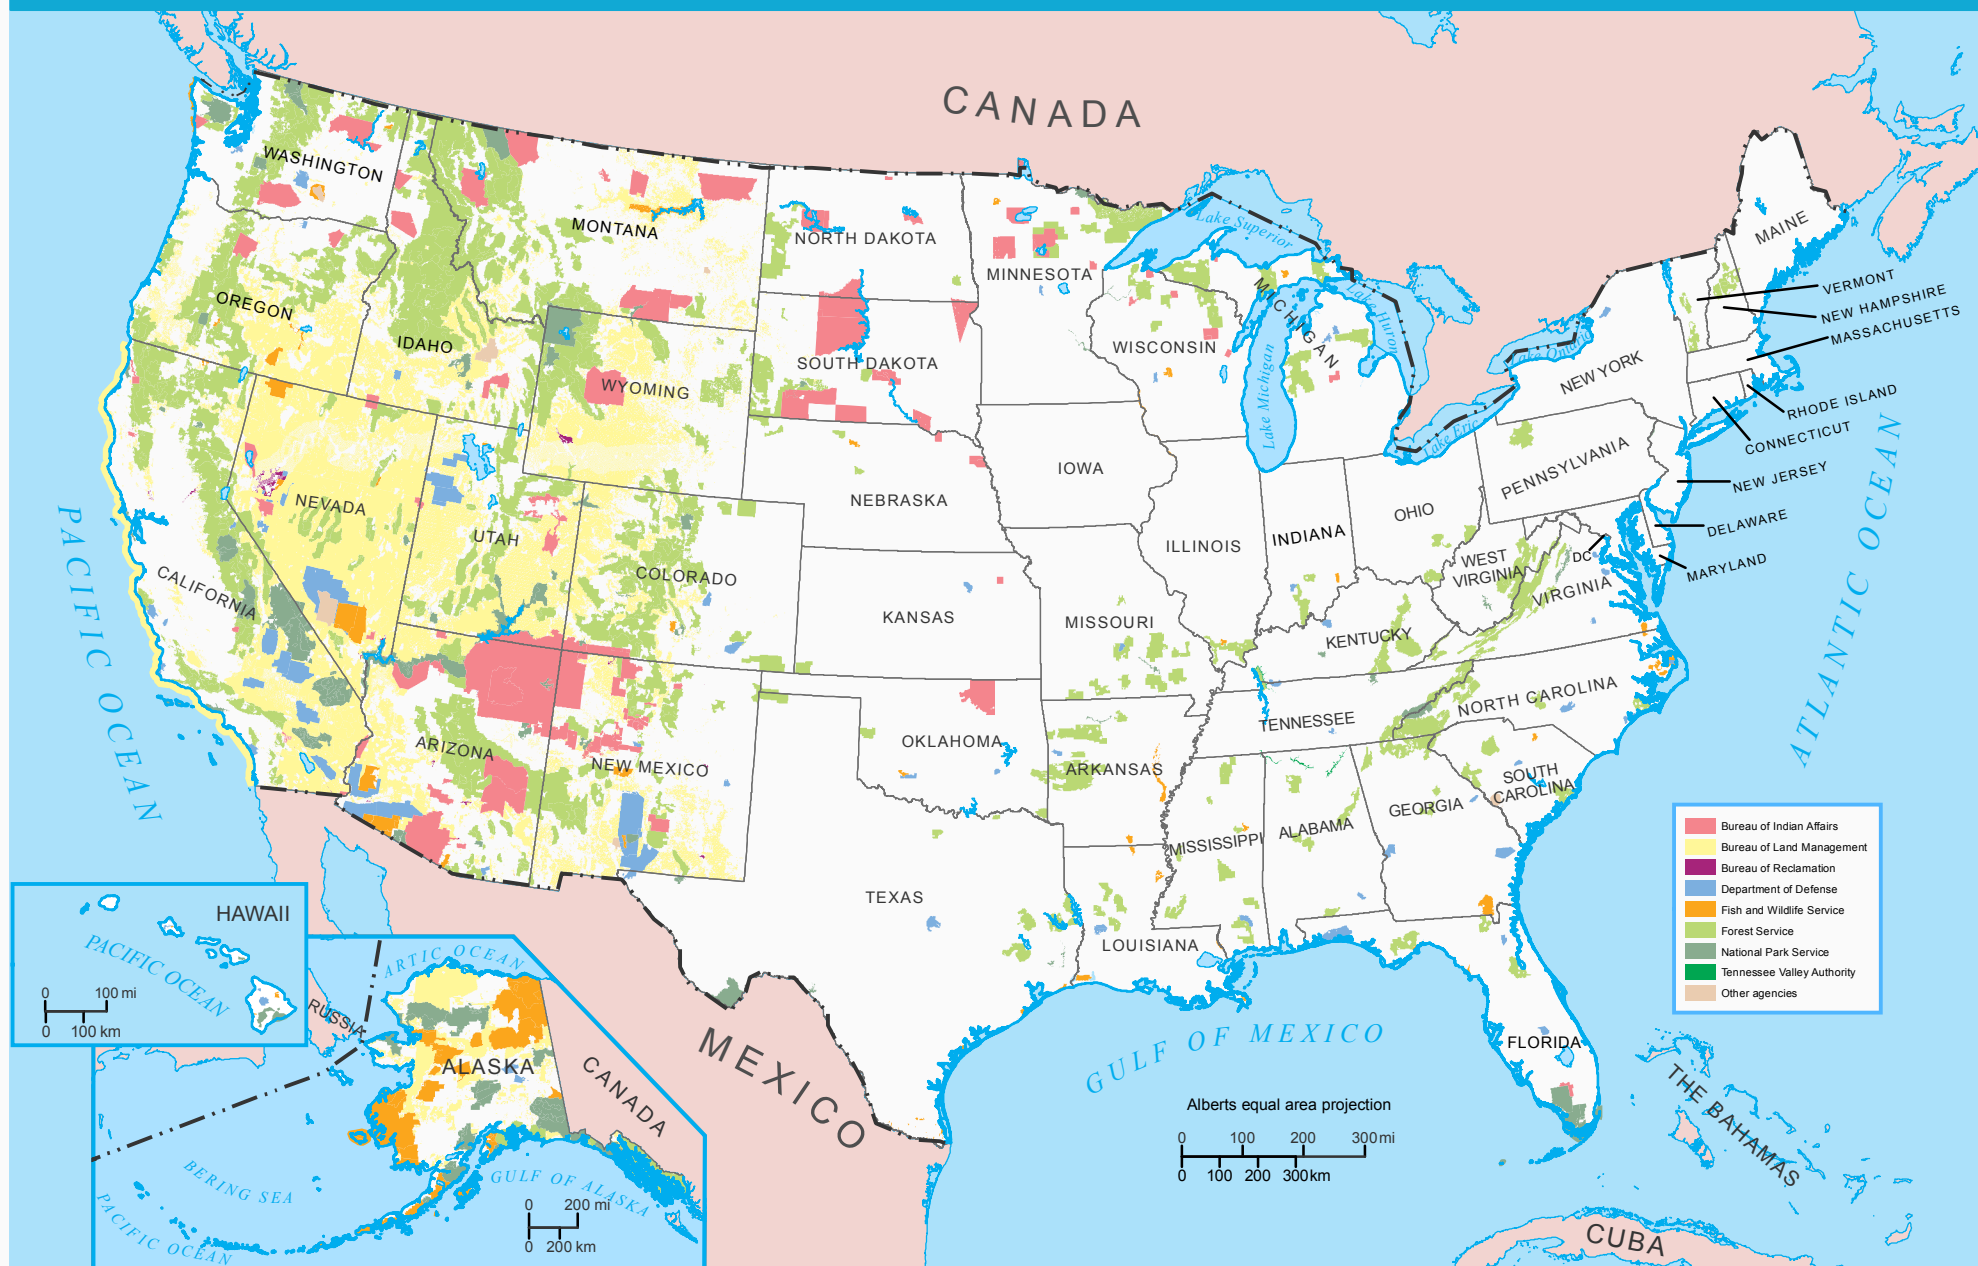 CANADA
WASHINGTON
MONTANA
NORTH DAKOTA
MINNESOTA
Lake Superior
MAINE
VERMONT
NEW HAMPSHIRE
MASSACHUSETTS
OREGON
IDAHO
WYOMING
SOUTH DAKOTA
WISCONSIN
MICHIGAN
Lake Huron
Lake Michigan
Lake Ontario
Lake Erie
NEW YORK
RHODE ISLAND
CONNECTICUT
NEW JERSEY
DELAWARE
MARYLAND
PENNSYLVANIA
IOWA
NEBRASKA
NEVADA
UTAH
COLORADO
CALIFORNIA
KANSAS
MISSOURI
ILLINOIS
INDIANA
OHIO
WEST
VIRGINIA
DC
VIRGINIA
KENTUCKY
TENNESSEE
NORTH CAROLINA
SOUTH
CAROLINA
GEORGIA
ALABAMA
MISSISSIPPI
ARKANSAS
OKLAHOMA
ARIZONA
NEW MEXICO
TEXAS
LOUISIANA
FLORIDA
PACIFIC OCEAN
ATLANTIC OCEAN
GULF OF MEXICO
MEXICO
THE BAHAMAS
CUBA
Bureau of Indian Affairs
Bureau of Land Management
Bureau of Reclamation
Department of Defense
Fish and Wildlife Service
Forest Service
National Park Service
Tennessee Valley Authority
Other agencies
HAWAII
PACIFIC OCEAN
0 100 mi
0 100 km
ARTIC OCEAN
RUSSIA
ALASKA
CANADA
BERING SEA
GULF OF ALASKA
PACIFIC OCEAN
0 200 mi
0 200 km
Alberts equal area projection
0 100 200 300 mi
0 100 200 300km